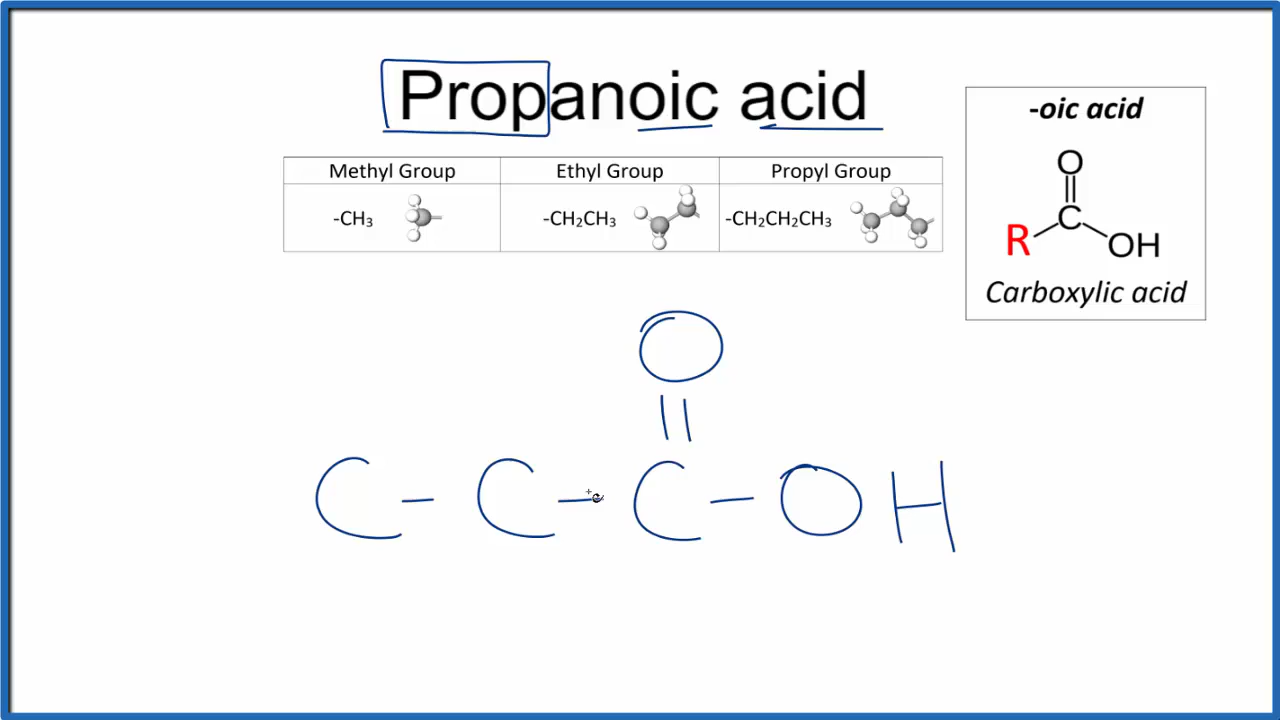 Propanoic acid
-oic acid
O
C
R
OH
Carboxylic acid
Methyl Group Ethyl Group Propyl Group
-CH₃ -CH₂CH₃ -CH₂CH₂CH₃
O
C - C - C - OH